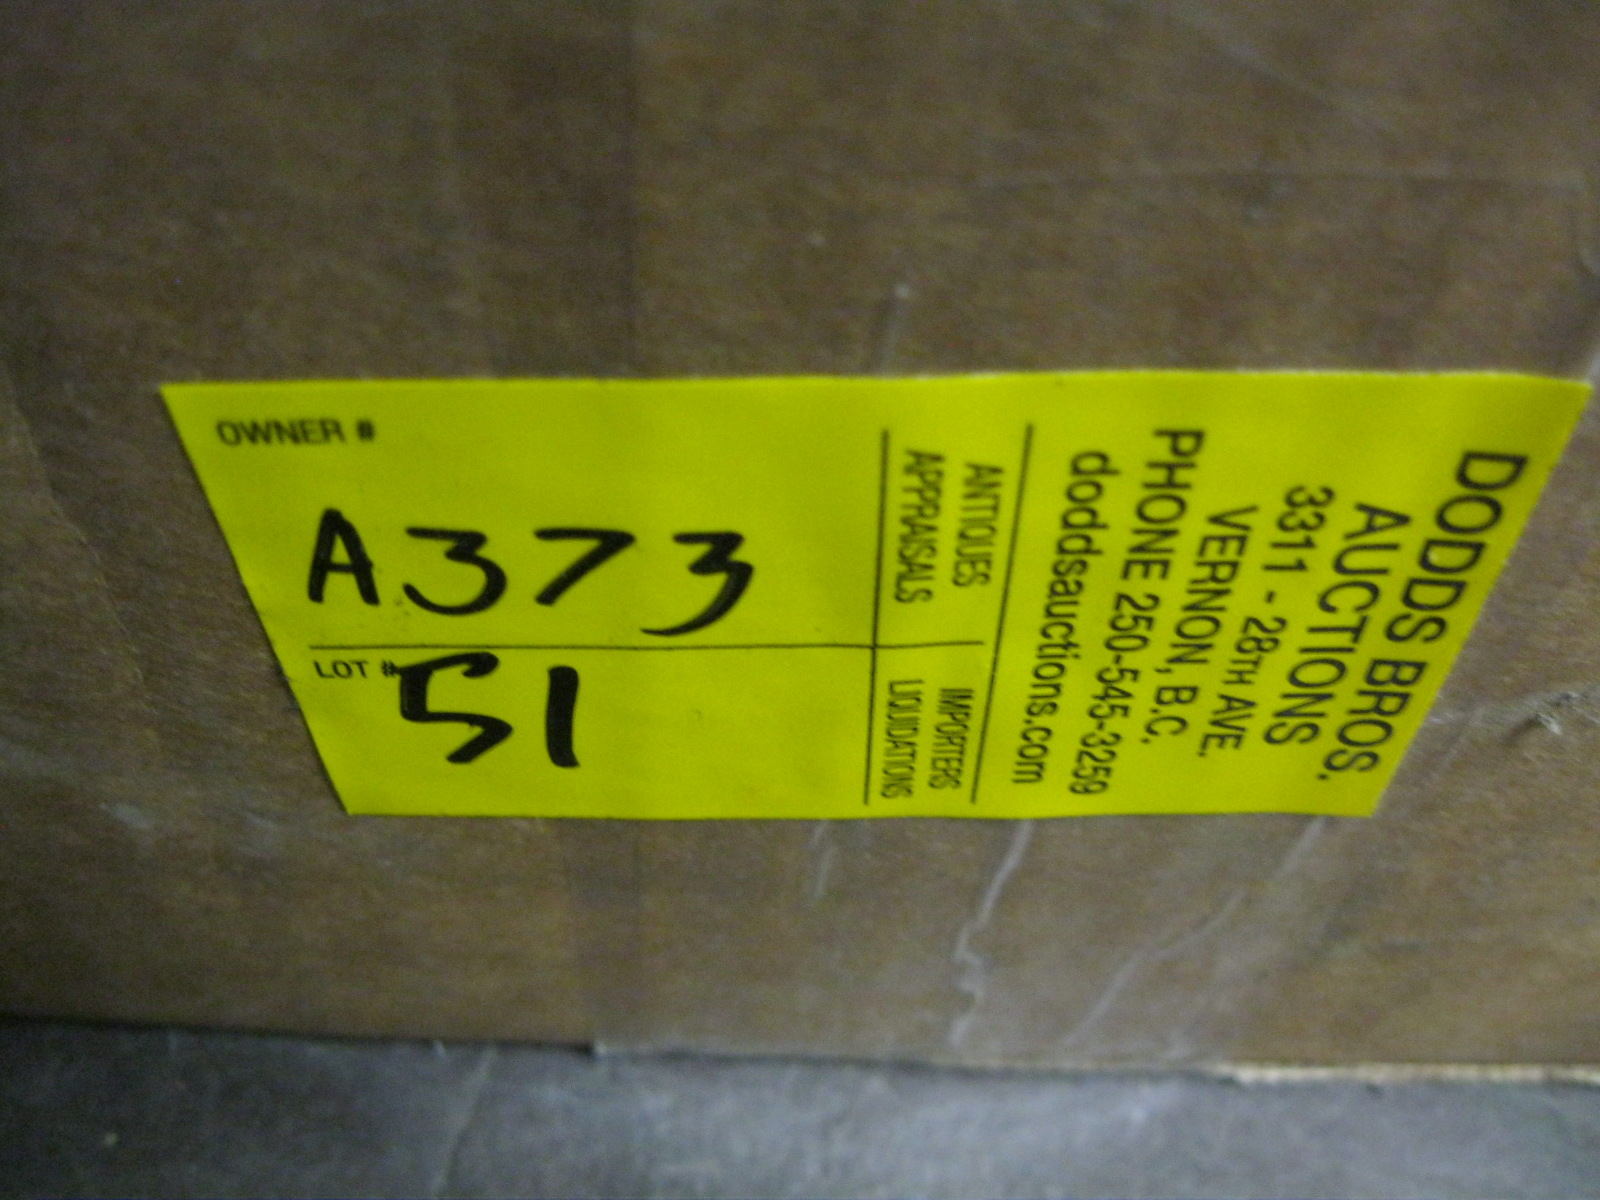 OWNER #
A373
LOT #
51
ANTIQUES
APPRAISALS
IMPORTERS
LIQUIDATIONS
DODDS BROS.
AUCTIONS
3311 - 28TH AVE.
VERNON, B.C.
PHONE 250-545-3259
doddsauctions.com